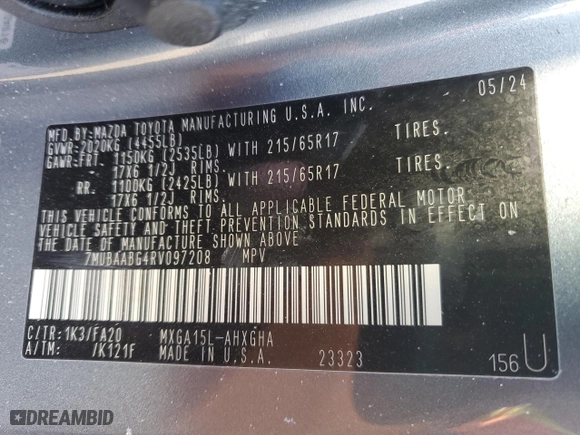 05/24
MFD.BY:MAZDA TOYOTA MANUFACTURING U.S.A. INC.
GVWR:2020KG (4455LB)
GAWR:FRT. 1150KG (2535LB) WITH 215/65R17 TIRES.
17X6 1/2J RIMS.
RR. 1100KG (2425LB) WITH 215/65R17 TIRES.
17X6 1/2J RIMS.
THIS VEHICLE CONFORMS TO ALL APPLICABLE FEDERAL MOTOR
VEHICLE SAFETY AND THEFT PREVENTION STANDARDS IN EFFECT ON
THE DATE OF MANUFACTURE SHOWN ABOVE
7MUBAABG4RV097208 MPV
C/TR: 1K3/FA20 MXGA15L-AHXGHA
A/TM: /K121F MADE IN U.S.A. 23323
156 U
DREAMBID